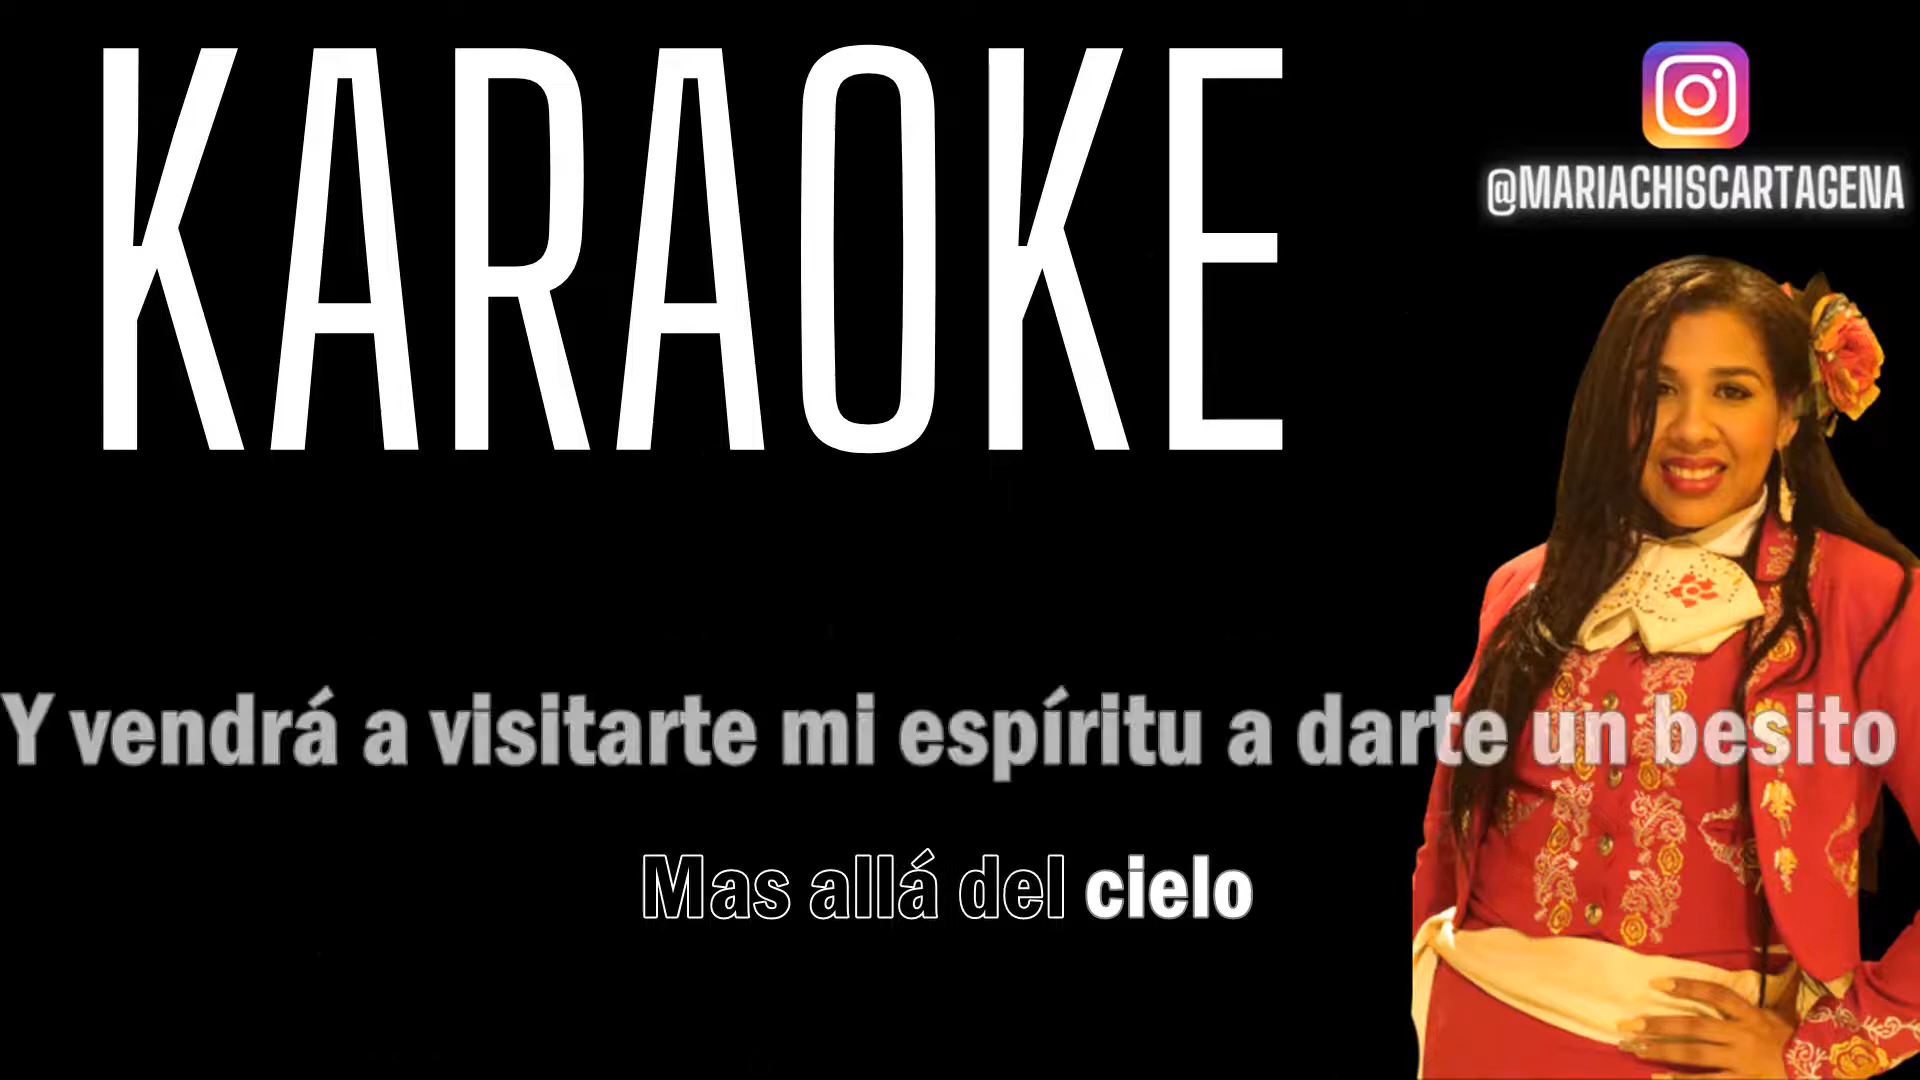 KARAOKE
@MARIACHISCARTAGENA
Y vendrá a visitarte mi espíritu a darte un besito
Mas allá del cielo